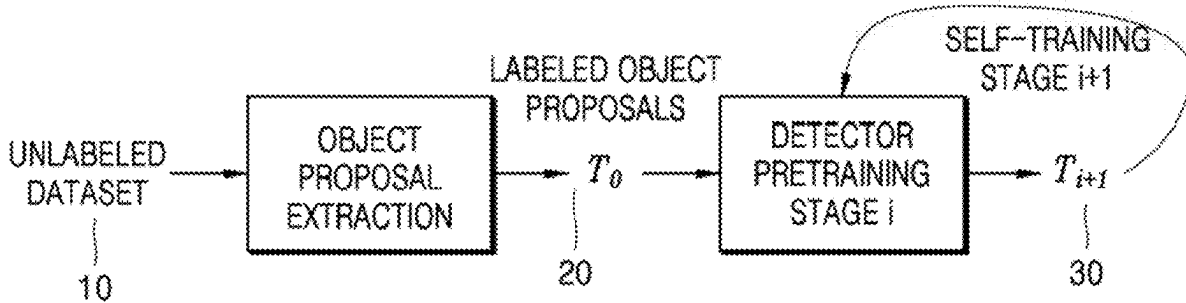 SELF-TRAINING
STAGE i+1
LABELED OBJECT
PROPOSALS
UNLABELED
DATASET
OBJECT
PROPOSAL
EXTRACTION
T0
DETECTOR
PRETRAINING
STAGE i
Ti+1
10
20
30